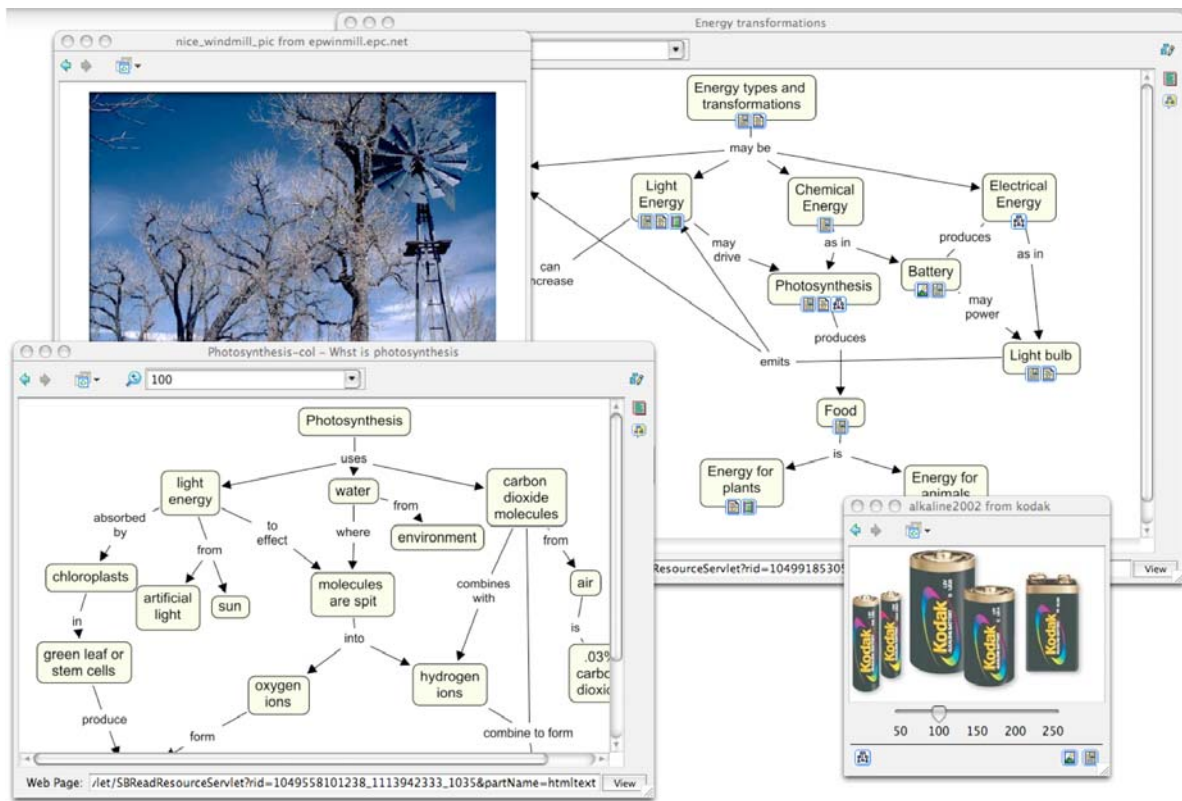 Energy transformations
Energy types and
transformations
may be
Light
Energy
Chemical
Energy
Electrical
Energy
can
may
drive
as in
produces
as in
Photosynthesis
Battery
may
power
produces
emits
Light bulb
Food
is
Energy for
plants
Energy for
animals
ResourceServlet?rid=10499185305
View
nice_windmill_pic from epwinmill.epc.net
Photosynthesis-col – Whst is photosynthesis
100
Photosynthesis
uses
light
energy
water
carbon
dioxide
molecules
absorbed
by
from
to
effect
where
from
environment
from
chloroplasts
artificial
light
sun
molecules
are spit
combines
with
air
in
into
is
green leaf or
stem cells
oxygen
ions
hydrogen
ions
.03%
produce
form
combine to form
Web Page:
/let/SBReadResourceServlet?rid=1049558101238_1113942333_1035&partName=htmltext
View
alkaline2002 from kodak
Kodak
Kodak
Kodak
Kodak
Kodak
50 100 150 200 250